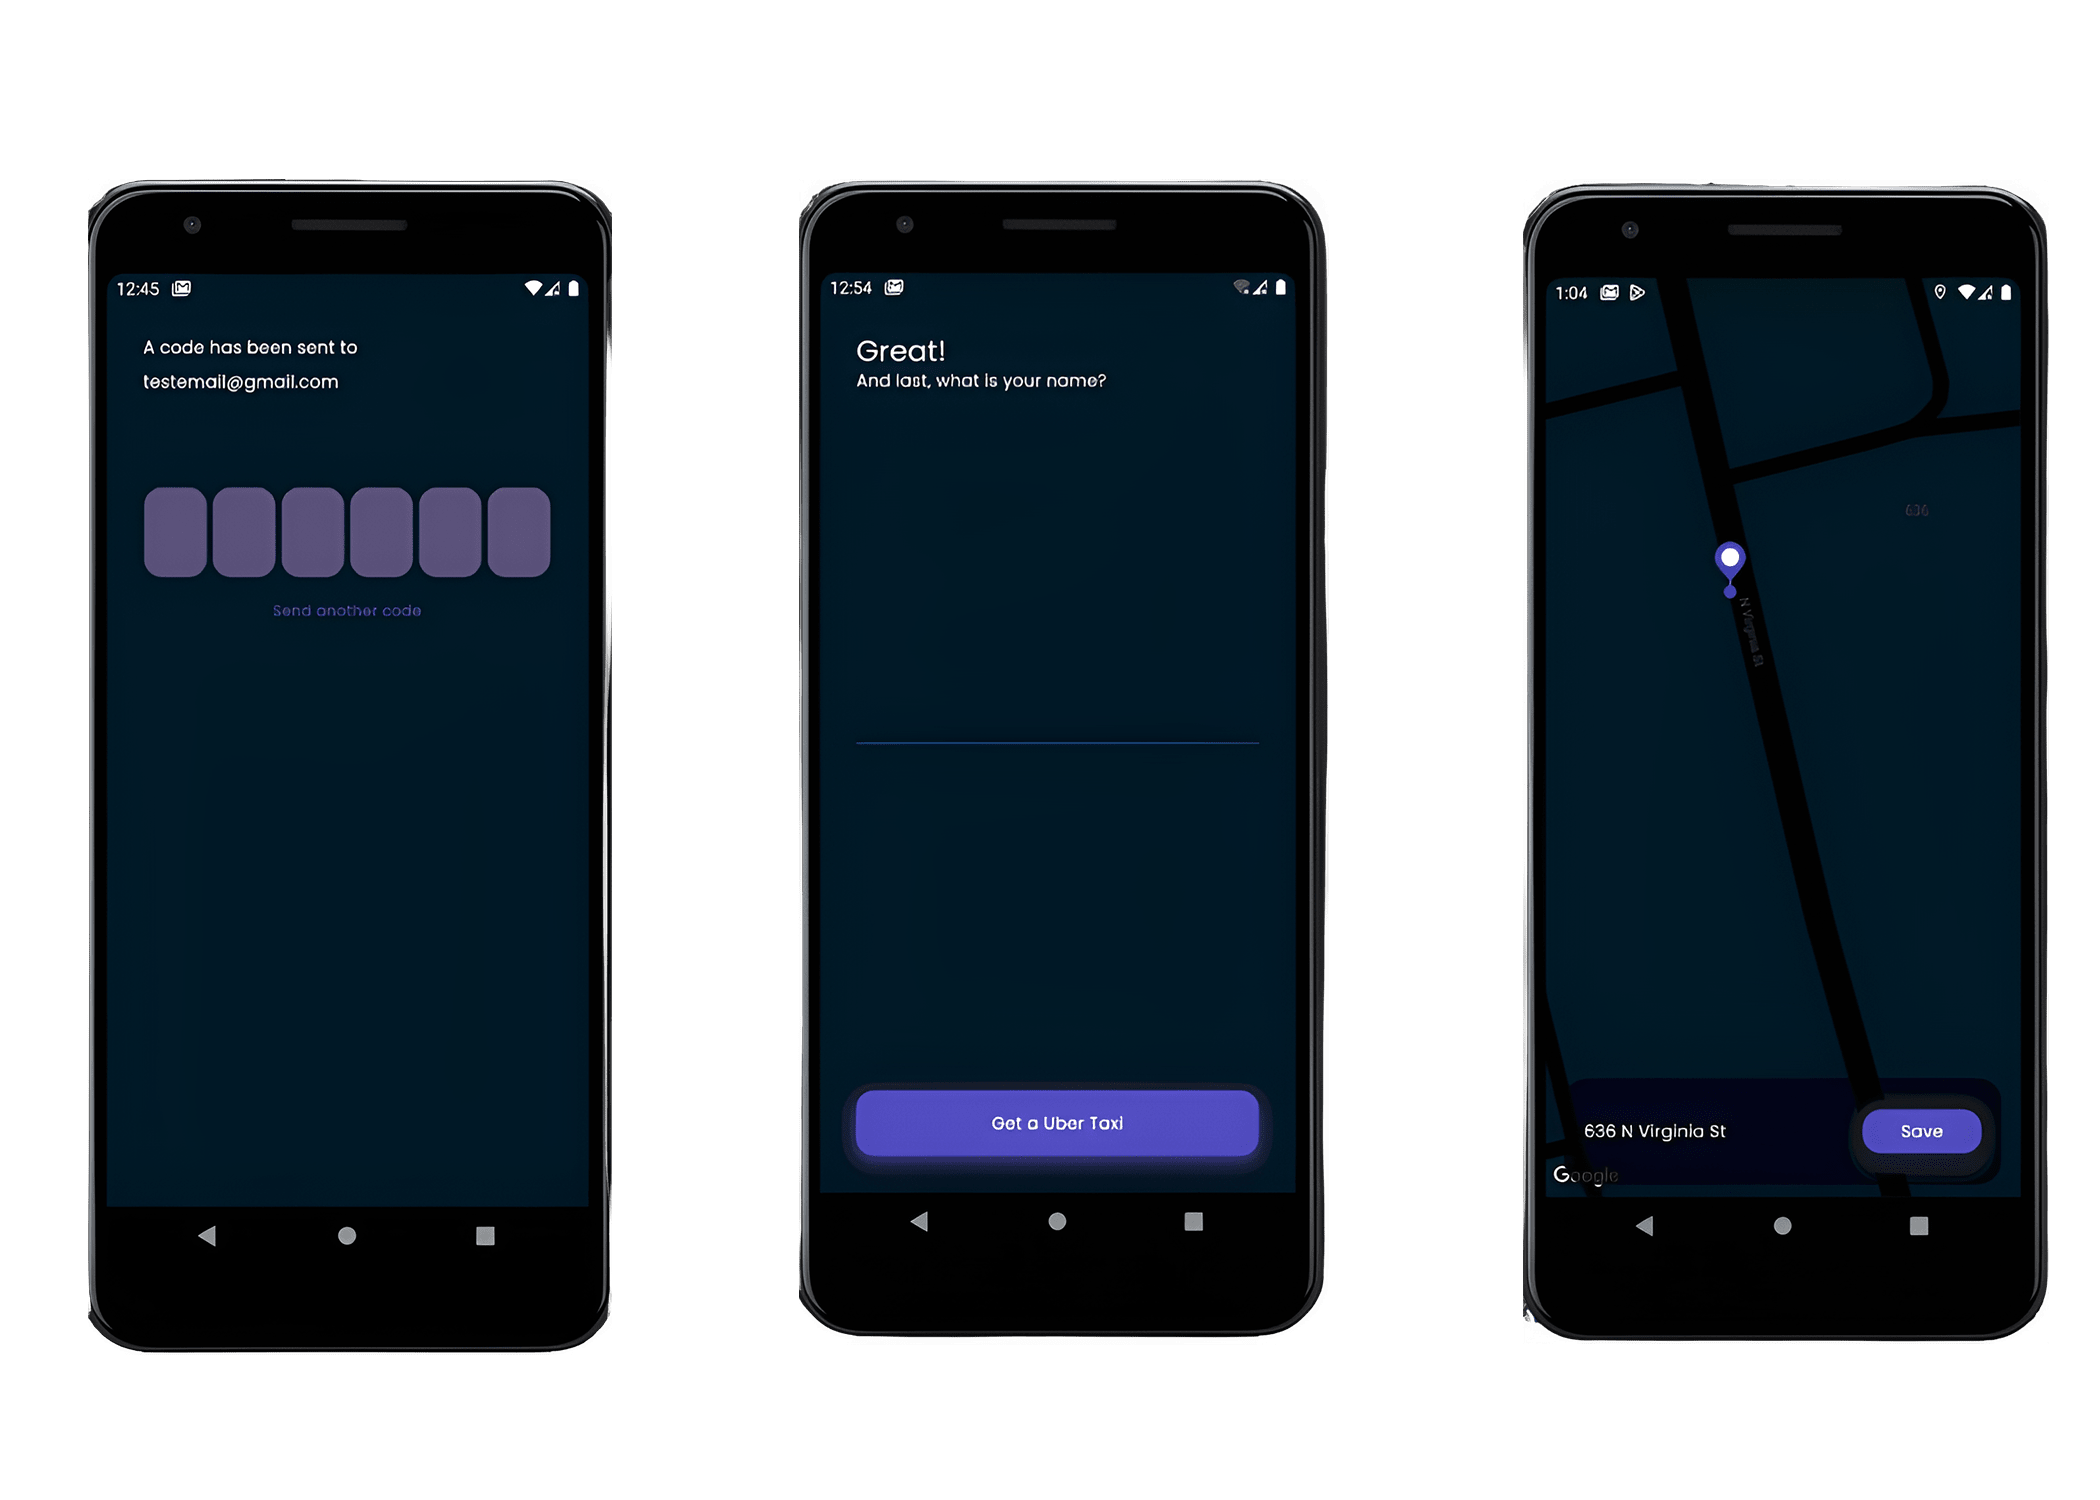 12:45
A code has been sent to
testemail@gmail.com
Send another code
12:54
Great!
And last, what is your name?
Get a Uber Taxi
1:04
636
N Virginia St
636 N Virginia St
Save
Google